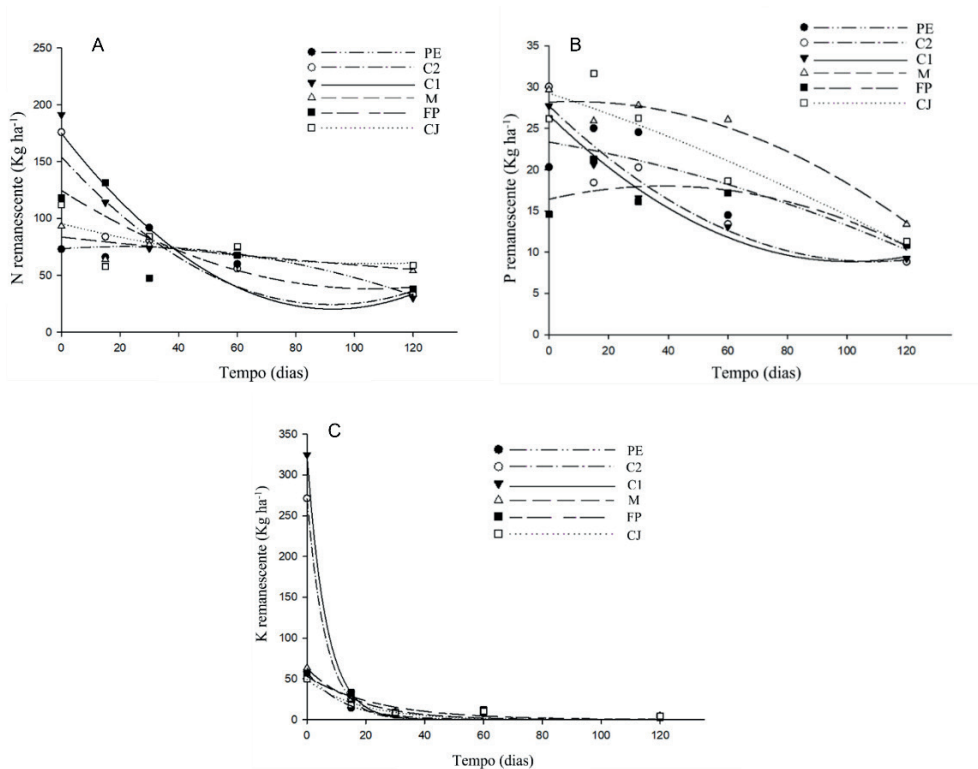 A
N remanescente (Kg ha⁻¹)
250
200
150
100
50
0
0 20 40 60 80 100 120
Tempo (dias)
PE
C2
C1
M
FP
CJ
B
P remanescente (Kg ha⁻¹)
35
30
25
20
15
10
5
0
0 20 40 60 80 100 120
Tempo (dias)
PE
C2
C1
M
FP
CJ
C
K remanescente (Kg ha⁻¹)
350
300
250
200
150
100
50
0
0 20 40 60 80 100 120
Tempo (dias)
PE
C2
C1
M
FP
CJ